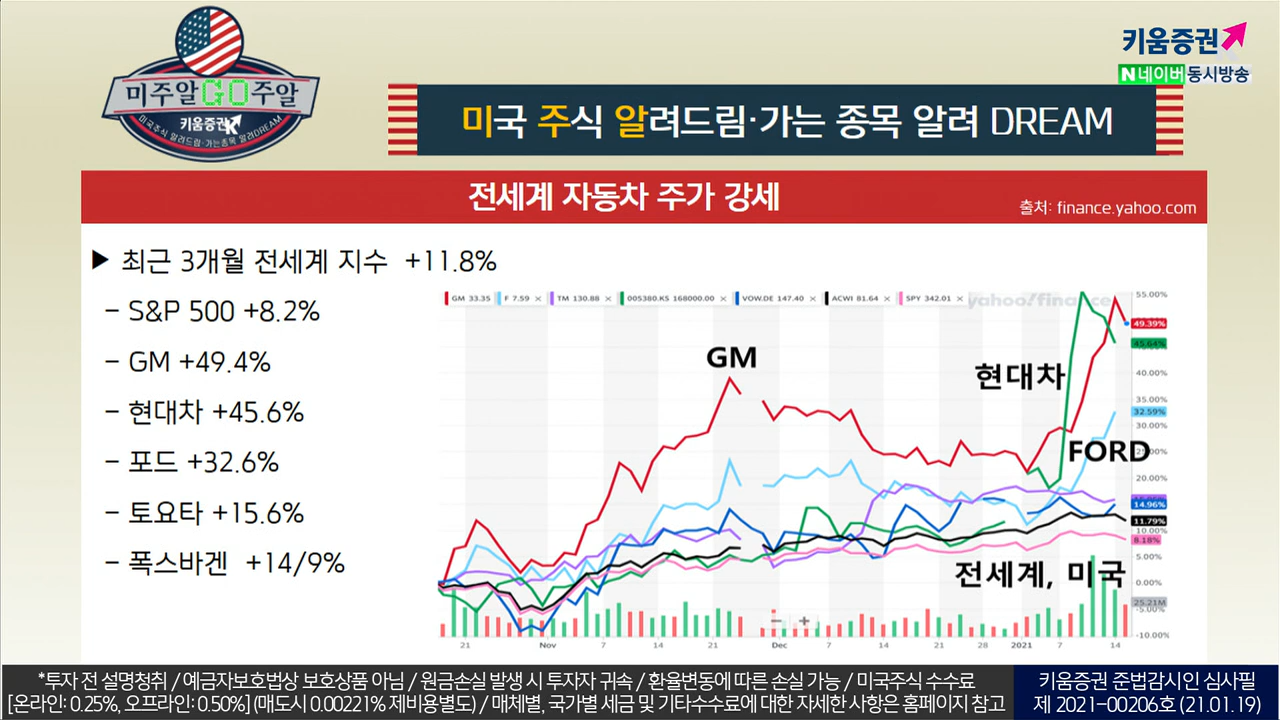 미주알GO주알
키움증권
미국주식 알려드림·가는종목 알려DREAM
키움증권
N네이버 동시방송
미국 주식 알려드림·가는 종목 알려 DREAM
전세계 자동차 주가 강세
출처: finance.yahoo.com
▶ 최근 3개월 전세계 지수 +11.8%
– S&P 500 +8.2%
– GM +49.4%
– 현대차 +45.6%
– 포드 +32.6%
– 토요타 +15.6%
– 폭스바겐 +14/9%
GM 33.35 × F 7.59 × TM 130.88 × 005380.KS 168000.00 × VOW.DE 147.40 × ACWI 81.64 × SPY 342.01 ×
yahoo!finance
55.00%
49.39%
45.64%
40.00%
35.00%
32.59%
30.00%
25.00%
20.00%
14.96%
11.79%
10.00%
8.18%
5.00%
0.00%
25.21M
-5.00%
-10.00%
GM
현대차
FORD
전세계, 미국
− +
21 Nov 7 14 21 Dec 7 14 21 28 2021 7 14
*투자 전 설명청취 / 예금자보호법상 보호상품 아님 / 원금손실 발생 시 투자자 귀속 / 환율변동에 따른 손실 가능 / 미국주식 수수료
[온라인: 0.25%, 오프라인: 0.50%] (매도시 0.00221% 제비용별도) / 매체별, 국가별 세금 및 기타수수료에 대한 자세한 사항은 홈페이지 참고
키움증권 준법감시인 심사필
제 2021-00206호 (21.01.19)